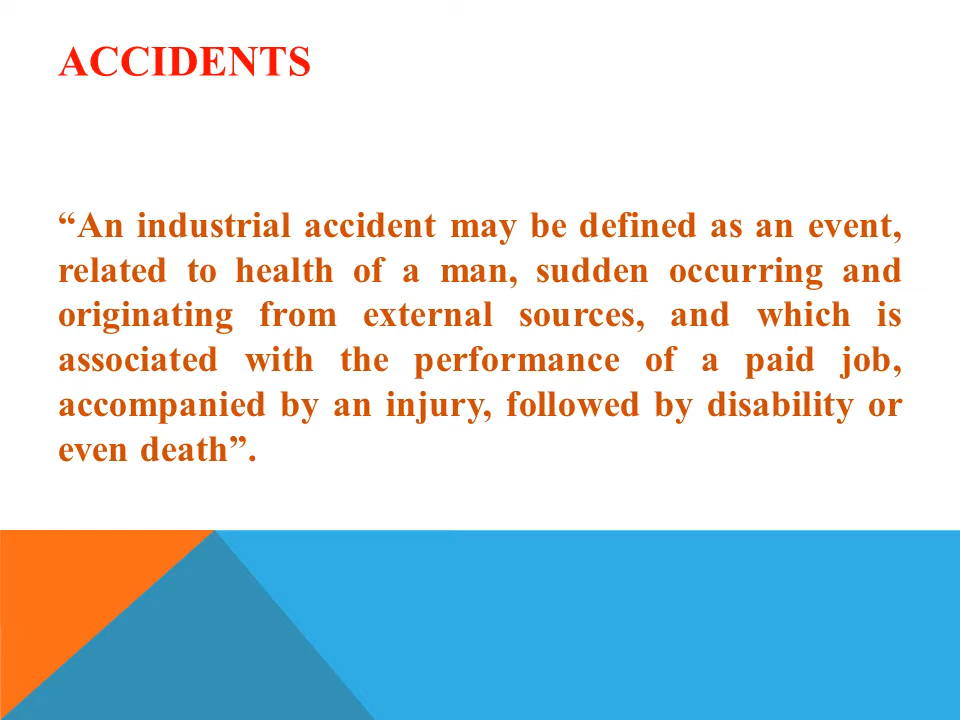 ACCIDENTS
“An industrial accident may be defined as an event,
related to health of a man, sudden occurring and
originating from external sources, and which is
associated with the performance of a paid job,
accompanied by an injury, followed by disability or
even death”.